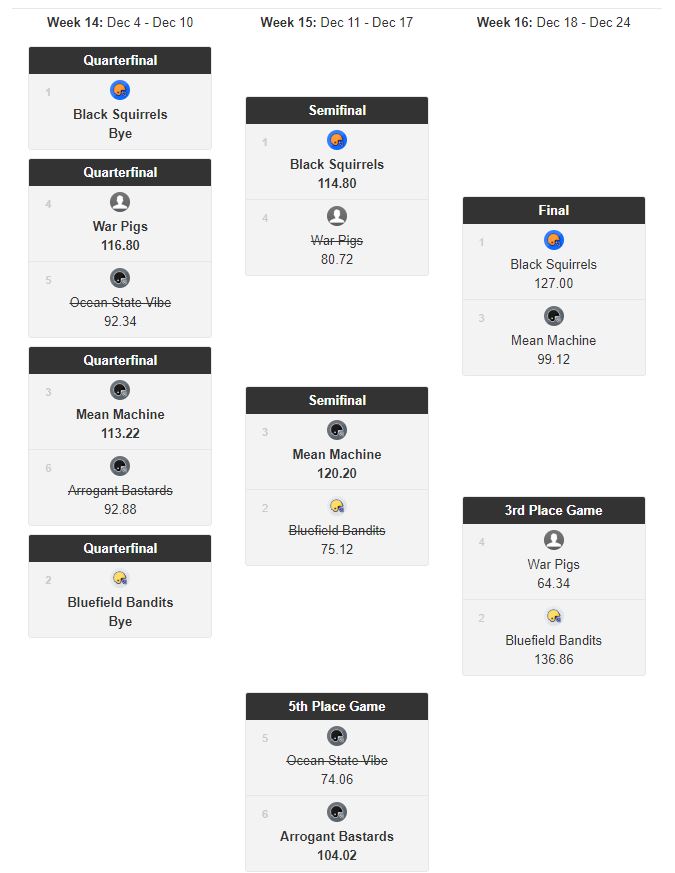 Week 14: Dec 4 - Dec 10
Quarterfinal
1
Black Squirrels
Bye
Quarterfinal
4
War Pigs
116.80
5
Ocean State Vibe
92.34
Quarterfinal
3
Mean Machine
113.22
6
Arrogant Bastards
92.88
Quarterfinal
2
Bluefield Bandits
Bye
Week 15: Dec 11 - Dec 17
Semifinal
1
Black Squirrels
114.80
4
War Pigs
80.72
Semifinal
3
Mean Machine
120.20
2
Bluefield Bandits
75.12
5th Place Game
5
Ocean State Vibe
74.06
6
Arrogant Bastards
104.02
Week 16: Dec 18 - Dec 24
Final
1
Black Squirrels
127.00
3
Mean Machine
99.12
3rd Place Game
4
War Pigs
64.34
2
Bluefield Bandits
136.86